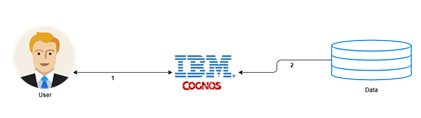 1
IBM®
COGNOS
2
User
Data